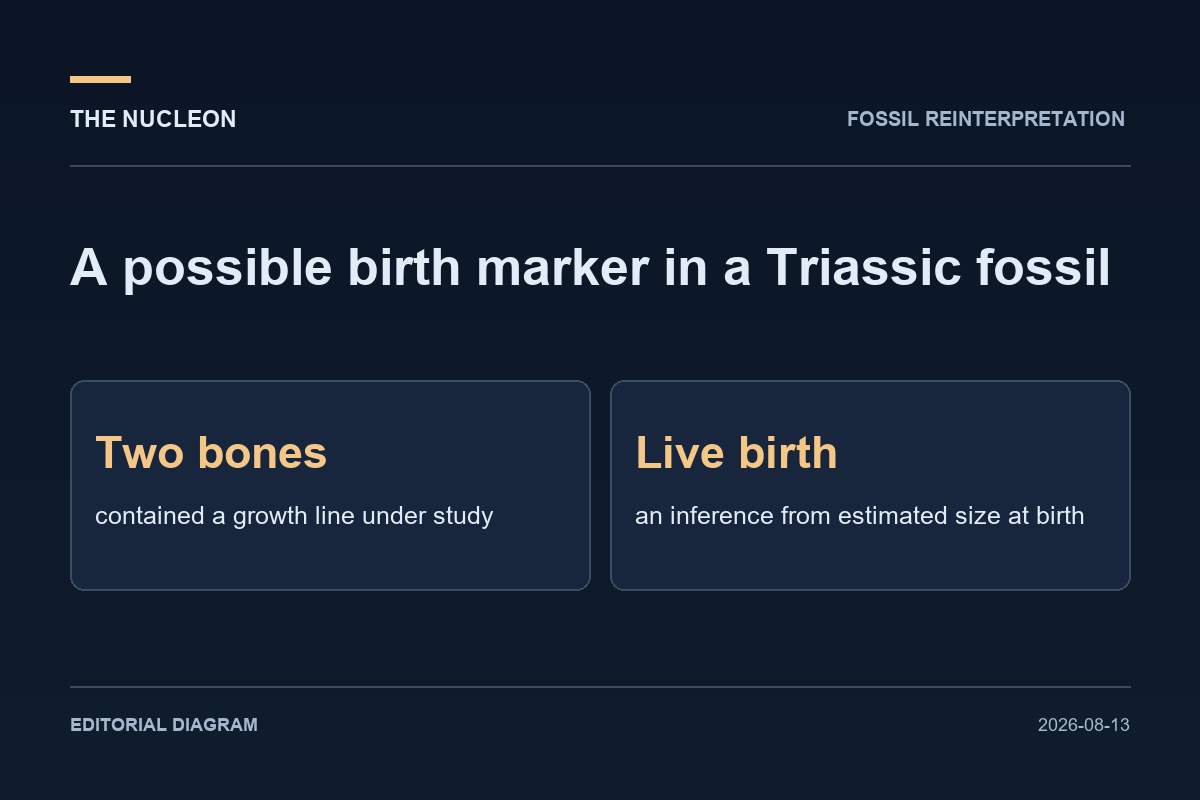 THE NUCLEON
FOSSIL REINTERPRETATION
A possible birth marker in a Triassic fossil
Two bones
contained a growth line under study
Live birth
an inference from estimated size at birth
EDITORIAL DIAGRAM
2026-08-13